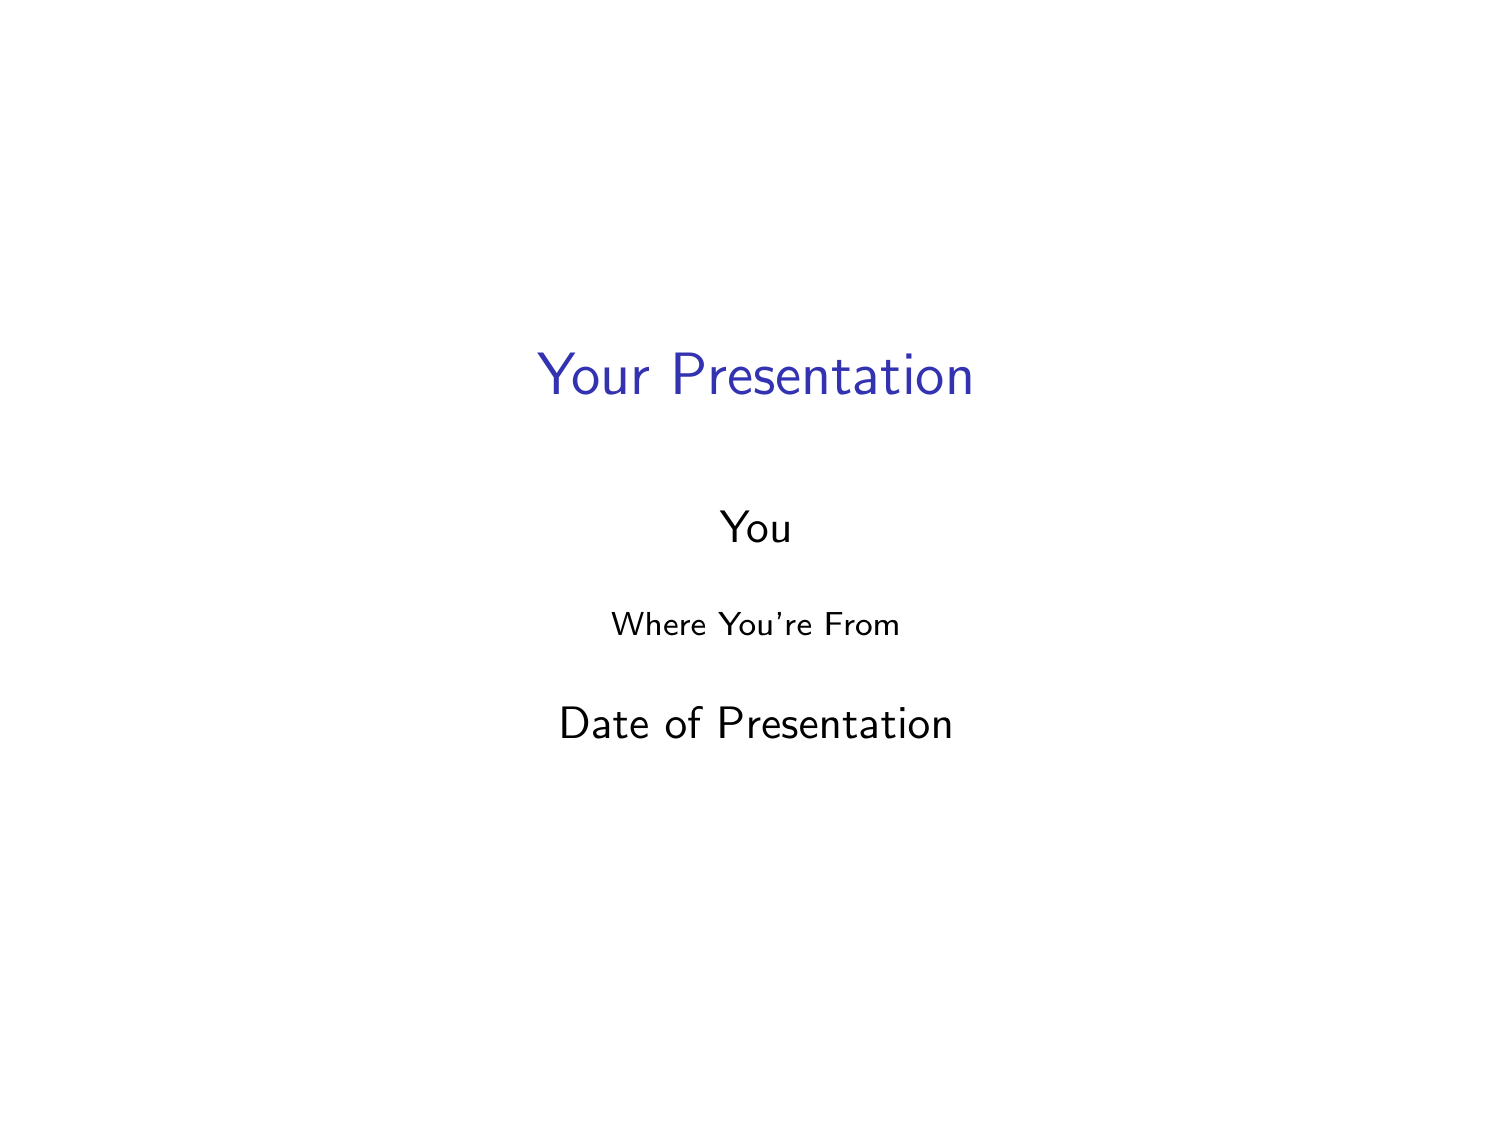 Your Presentation
You
Where You're From
Date of Presentation